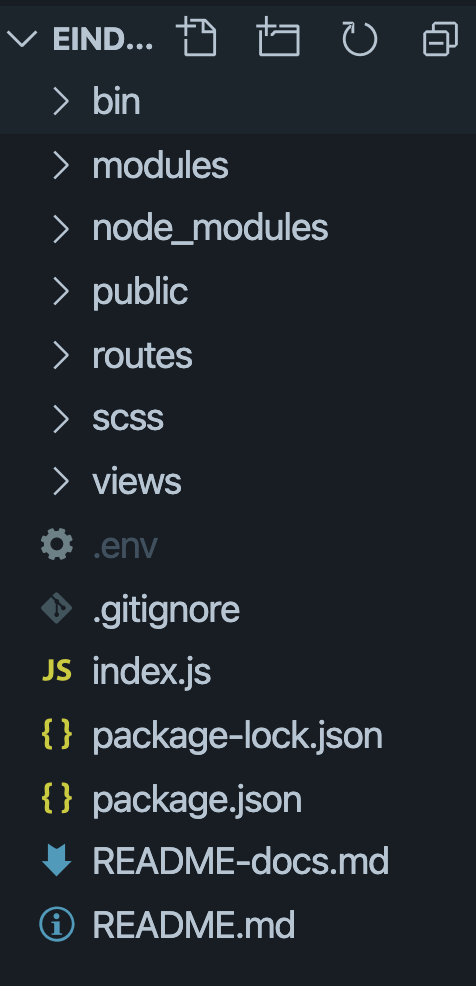 EIND...
bin
modules
node_modules
public
routes
scss
views
.env
.gitignore
JS index.js
{ } package-lock.json
{ } package.json
README-docs.md
README.md